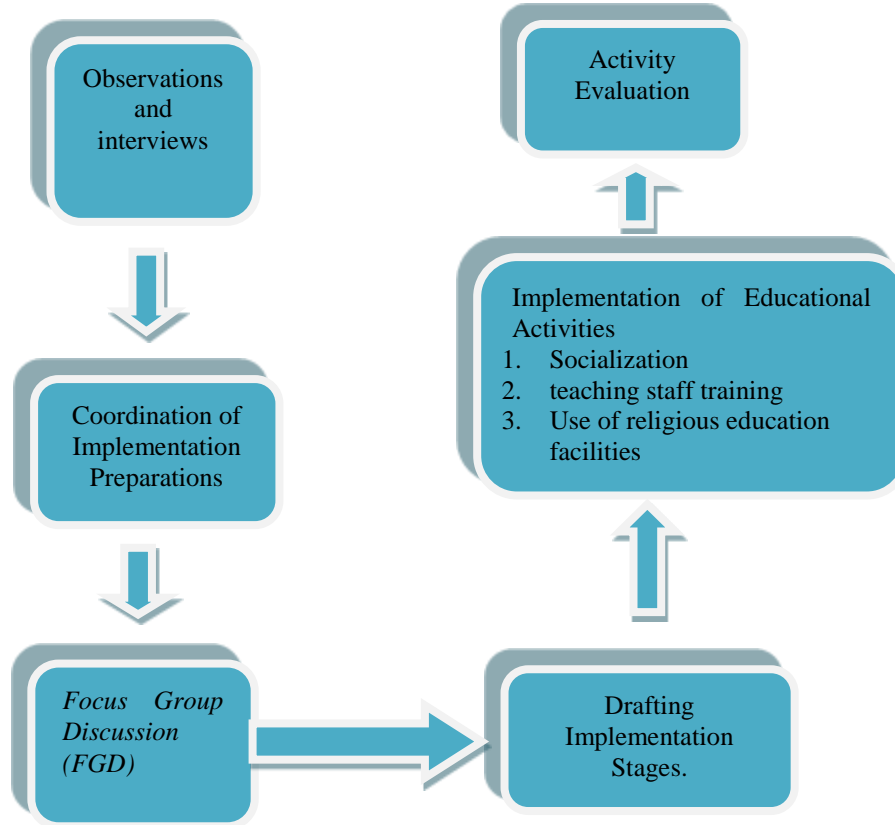 Observations
and
interviews
Coordination of
Implementation
Preparations
Focus Group
Discussion
(FGD)
Drafting
Implementation
Stages.
Implementation of Educational
Activities
1. Socialization
2. teaching staff training
3. Use of religious education
facilities
Activity
Evaluation